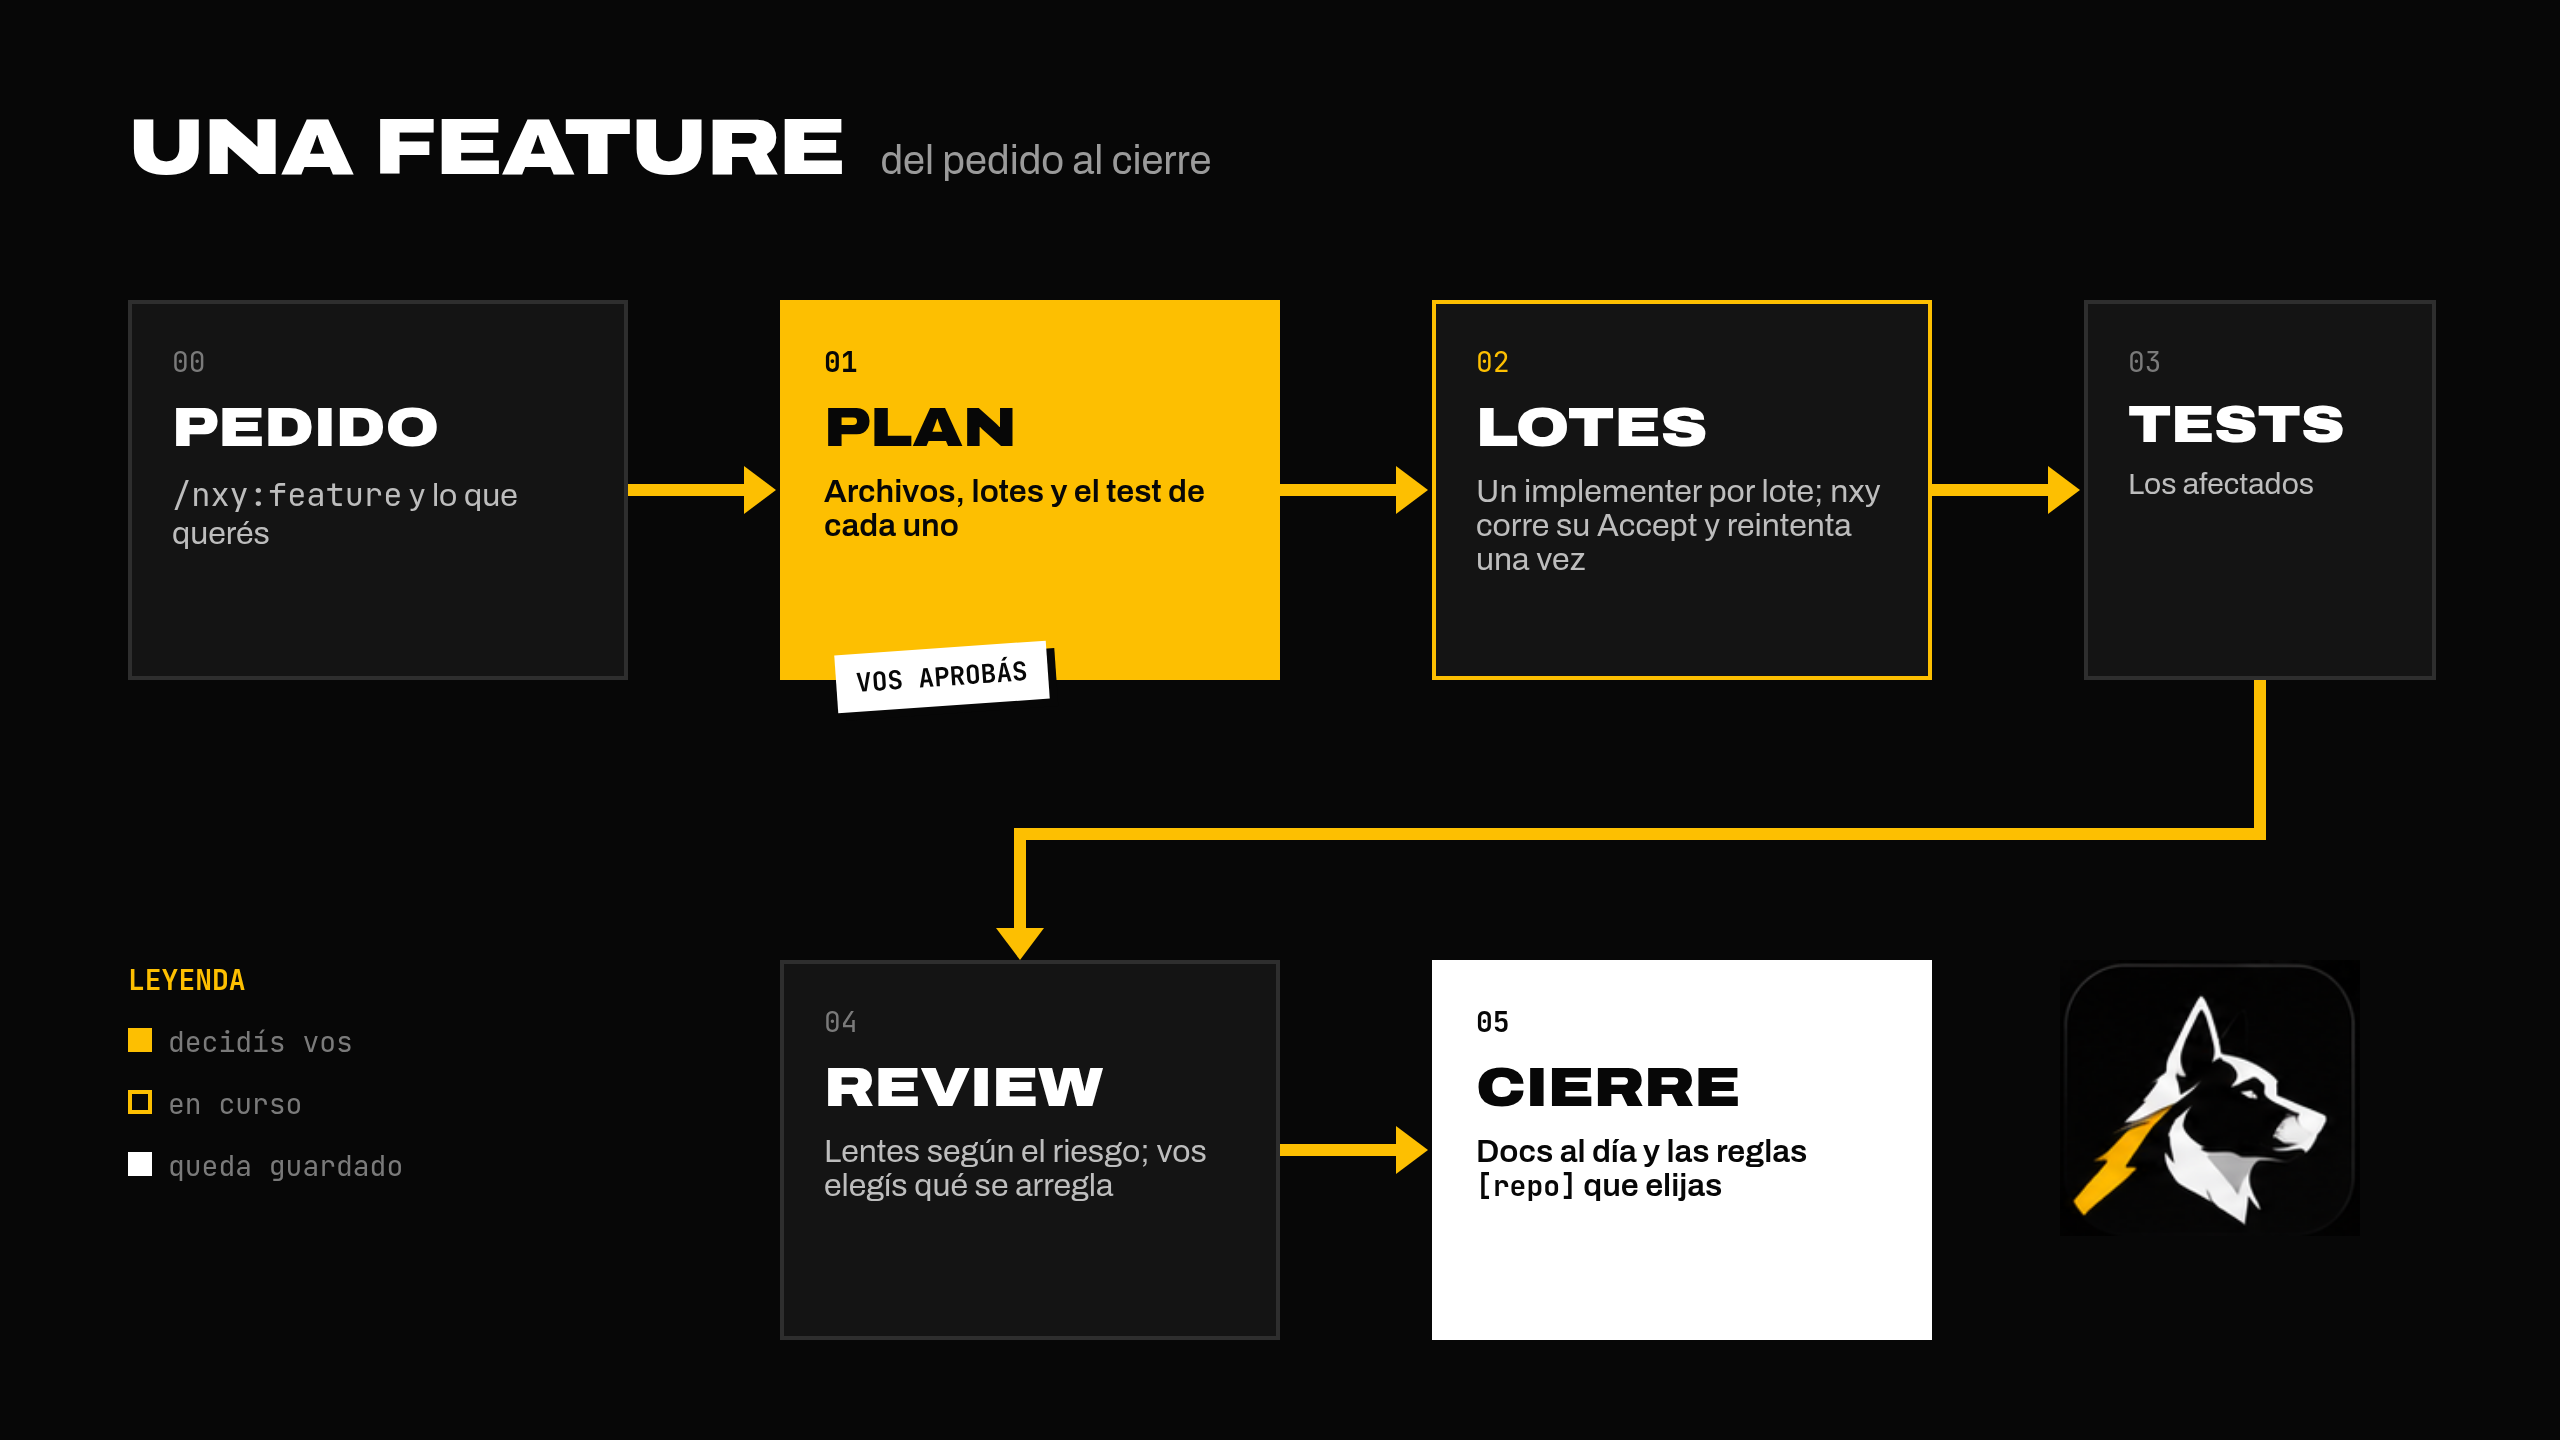 UNA FEATURE del pedido al cierre
00
PEDIDO
/nxy:feature y lo que
querés
01
PLAN
Archivos, lotes y el test de
cada uno
VOS APROBÁS
02
LOTES
Un implementer por lote; nxy
corre su Accept y reintenta
una vez
03
TESTS
Los afectados
LEYENDA
decidís vos
en curso
queda guardado
04
REVIEW
Lentes según el riesgo; vos
elegís qué se arregla
05
CIERRE
Docs al día y las reglas
[repo] que elijas